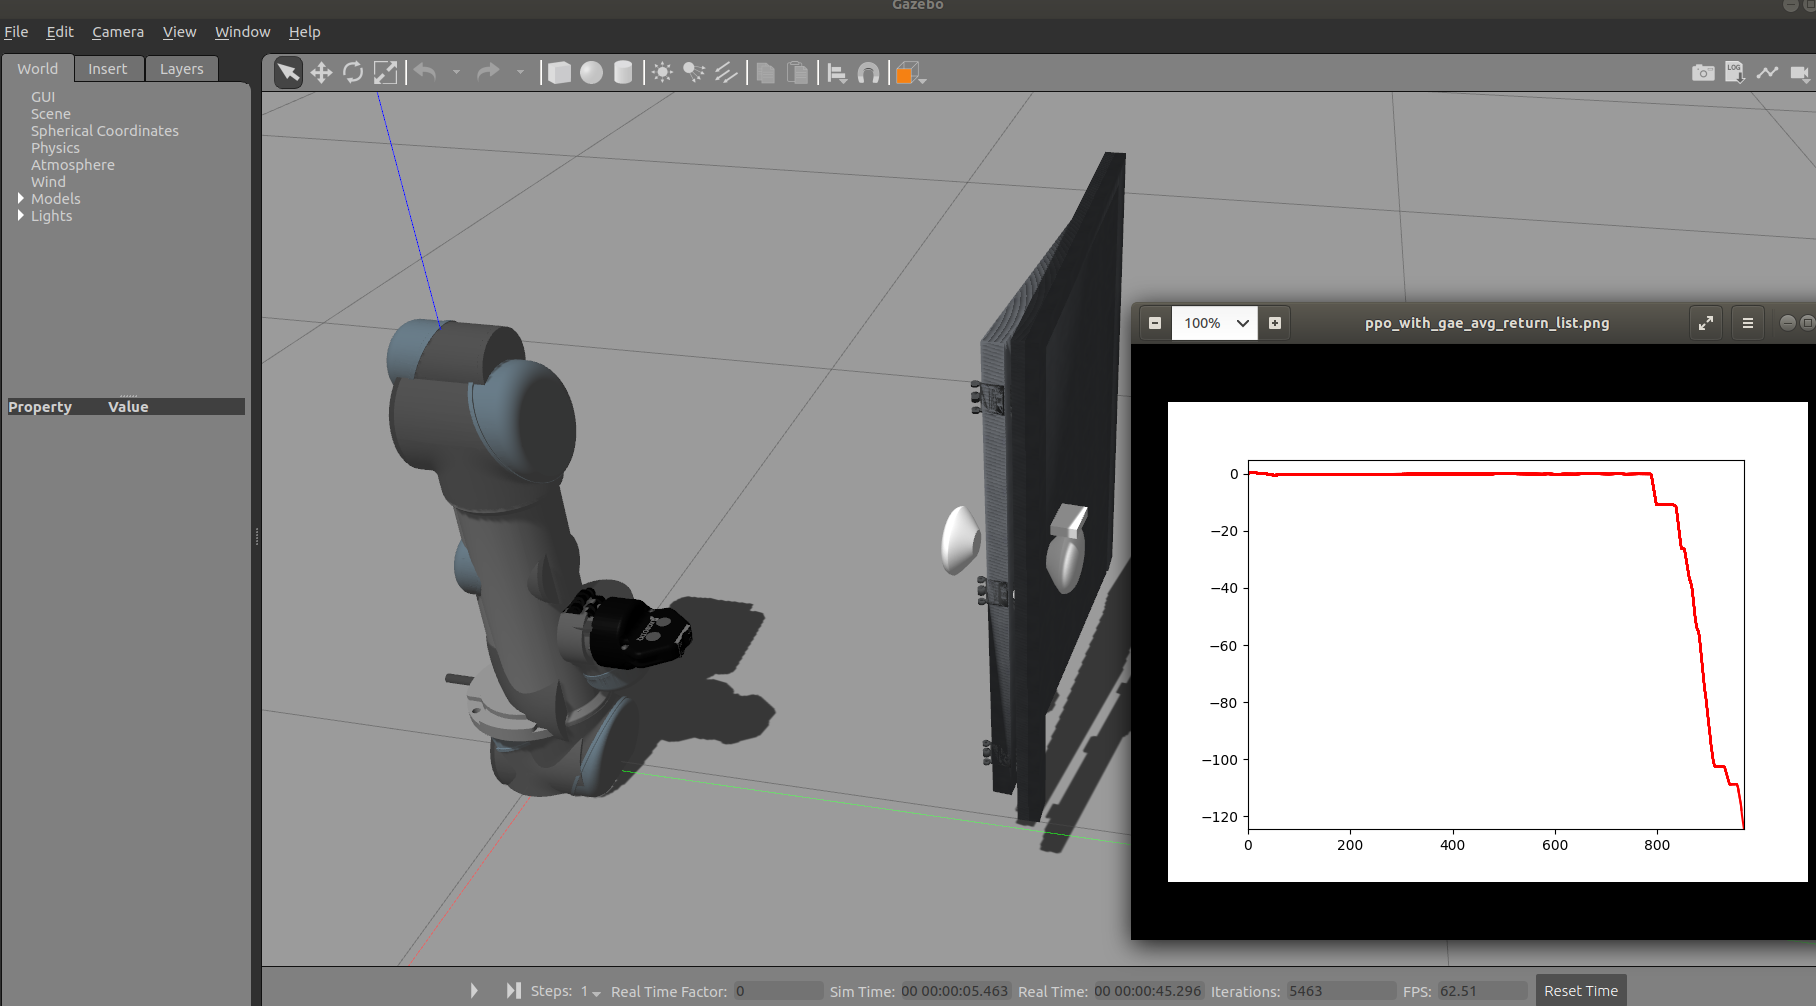 Gazebo
File Edit Camera View Window Help
World Insert Layers
GUI
Scene
Spherical Coordinates
Physics
Atmosphere
Wind
Models
Lights
Property Value
LOG
100%
ppo_with_gae_avg_return_list.png
0
−20
−40
−60
−80
−100
−120
0 200 400 600 800
Steps: 1 Real Time Factor: 0 Sim Time: 00 00:00:05.463 Real Time: 00 00:00:45.296 Iterations: 5463 FPS: 62.51 Reset Time